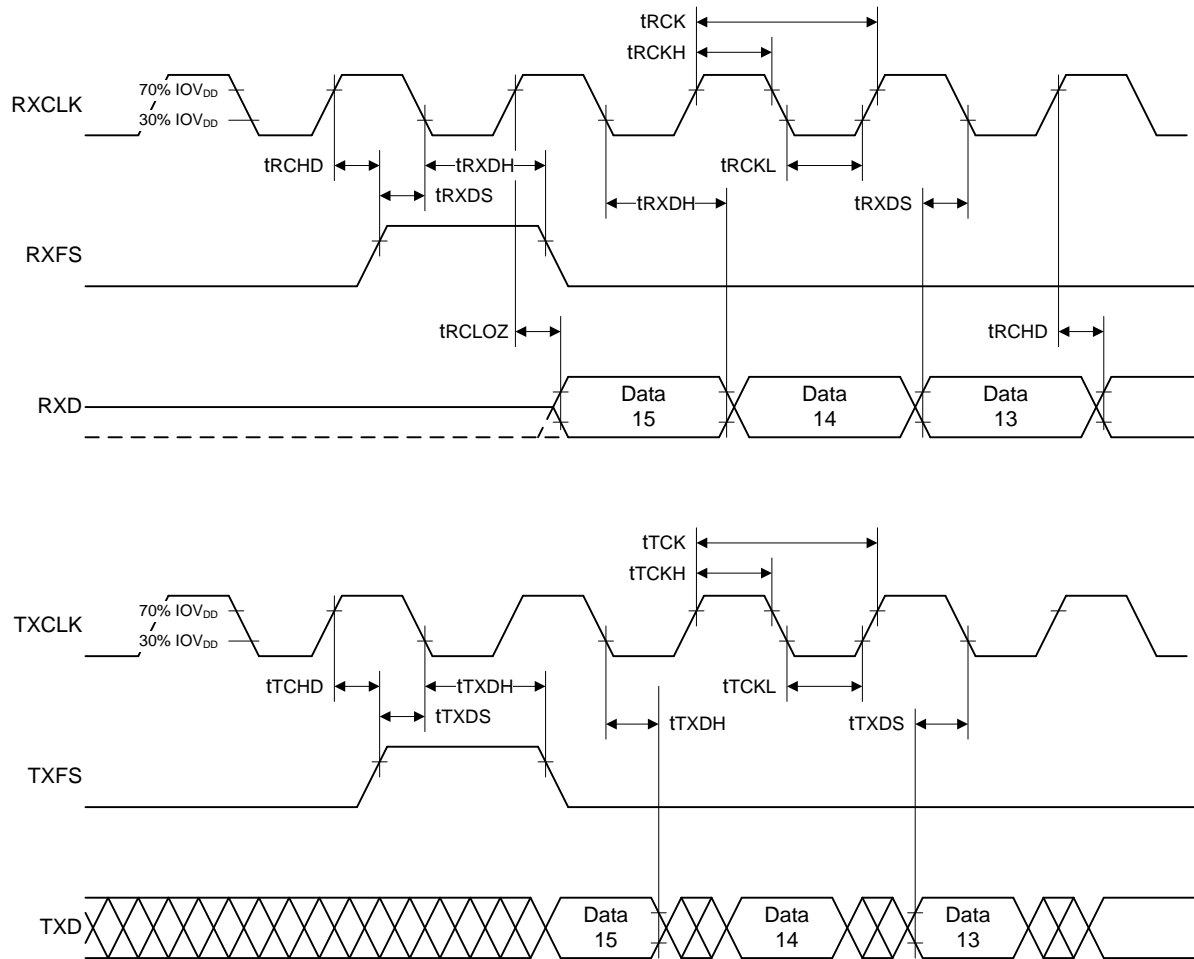 tRCK
tRCKH
RXCLK
70% IOVDD
30% IOVDD
tRCHD
tRXDH
tRCKL
tRXDS
tRXDH
tRXDS
RXFS
tRCLOZ
tRCHD
RXD
Data
15
Data
14
Data
13
tTCK
tTCKH
TXCLK
70% IOVDD
30% IOVDD
tTCHD
tTXDH
tTCKL
tTXDS
tTXDH
tTXDS
TXFS
TXD
Data
15
Data
14
Data
13